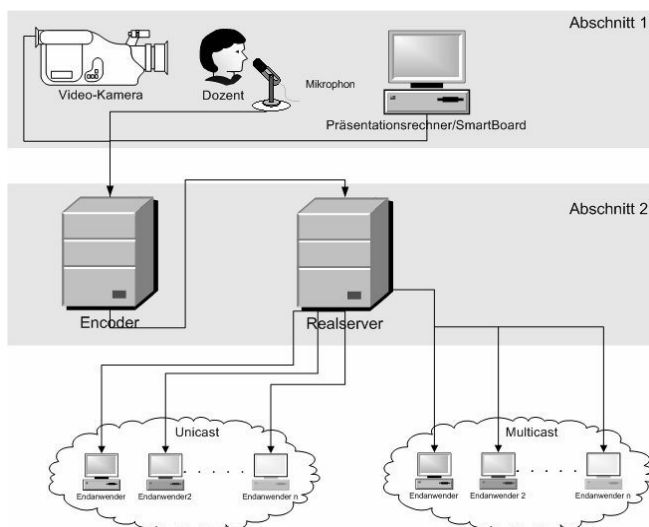 Abschnitt 1
Video-Kamera
Dozent
Mikrophon
Präsentationsrechner/SmartBoard
Abschnitt 2
Encoder
Realserver
Unicast
Multicast
Endanwender
Endanwender2
Endanwender n
Endanwender
Endanwender 2
Endanwender n